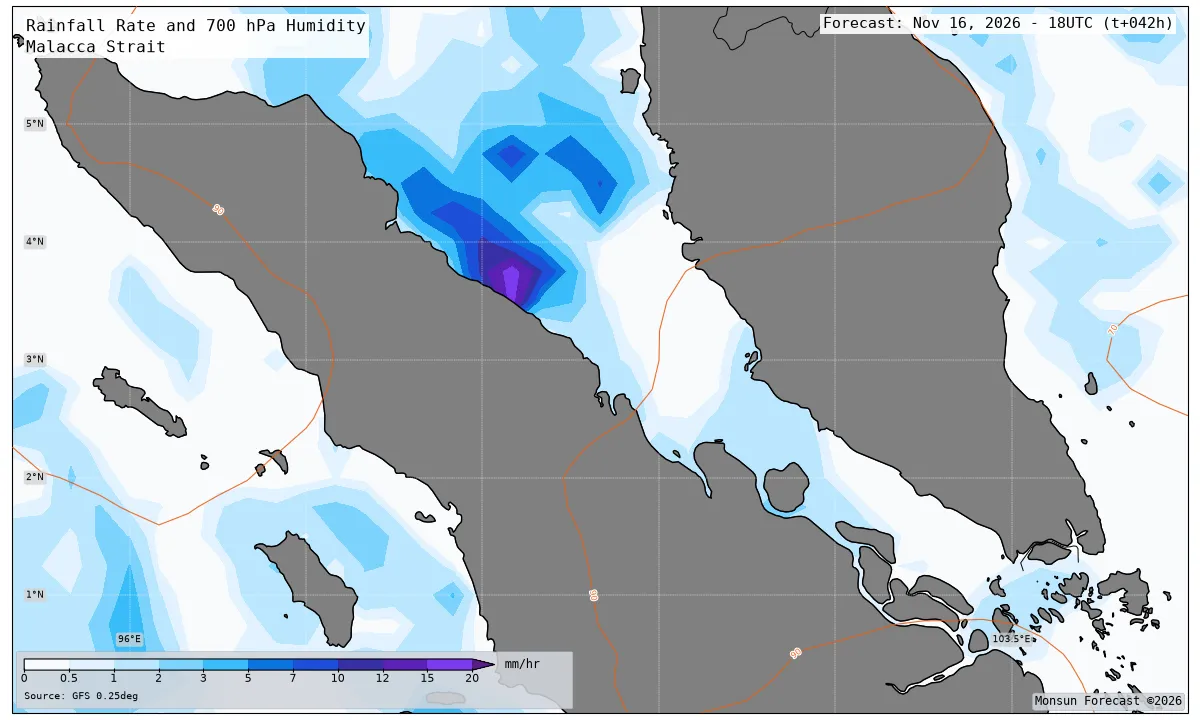 Rainfall Rate and 700 hPa Humidity
Malacca Strait
Forecast: Nov 16, 2026 - 18UTC (t+042h)
5°N
90
4°N
70
3°N
2°N
90
1°N
96°E
103.5°E
90
mm/hr
0 0.5 1 2 3 5 7 10 12 15 20
Source: GFS 0.25deg
Monsun Forecast ©2026